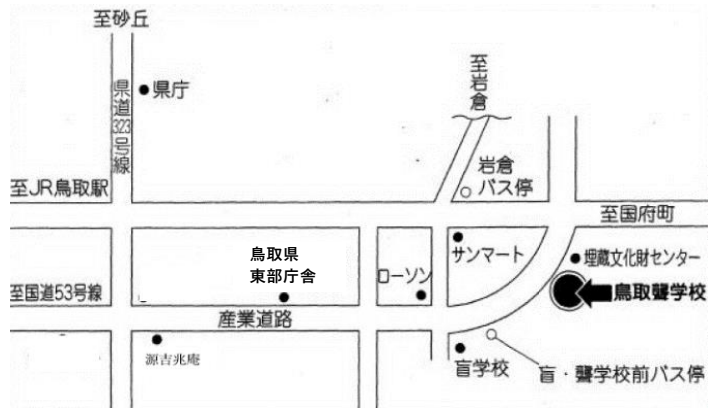 至砂丘
県庁
県道323号線
至岩倉
岩倉
バス停
至JR鳥取駅
至国府町
鳥取県
東部庁舎
サンマート
埋蔵文化財センター
ローソン
至国道53号線
鳥取聾学校
産業道路
源吉兆庵
盲学校
盲・聾学校前バス停